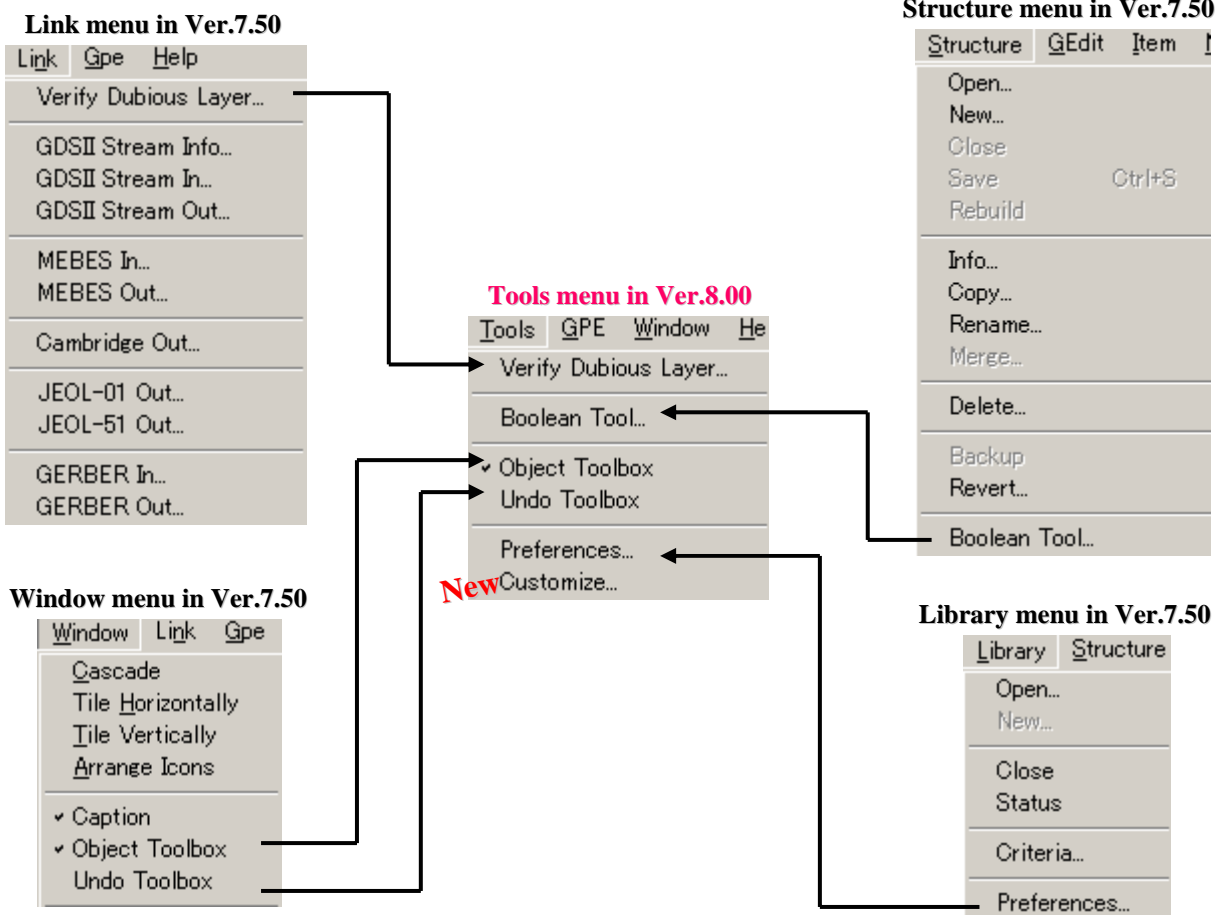 Link menu in Ver.7.50
Link Gpe Help
Verify Dubious Layer...
GDSII Stream Info...
GDSII Stream In...
GDSII Stream Out...
MEBES In...
MEBES Out...
Cambridge Out...
JEOL-01 Out...
JEOL-51 Out...
GERBER In...
GERBER Out...
Structure menu in Ver.7.50
Structure GEdit Item
Open...
New...
Close
Save Ctrl+S
Rebuild
Info...
Copy...
Rename...
Merge...
Delete...
Backup
Revert...
Boolean Tool...
Tools menu in Ver.8.00
Tools GPE Window He
Verify Dubious Layer...
Boolean Tool...
Object Toolbox
Undo Toolbox
Preferences...
New Customize...
Window menu in Ver.7.50
Window Link Gpe
Cascade
Tile Horizontally
Tile Vertically
Arrange Icons
Caption
Object Toolbox
Undo Toolbox
Library menu in Ver.7.50
Library Structure
Open...
New...
Close
Status
Criteria...
Preferences...